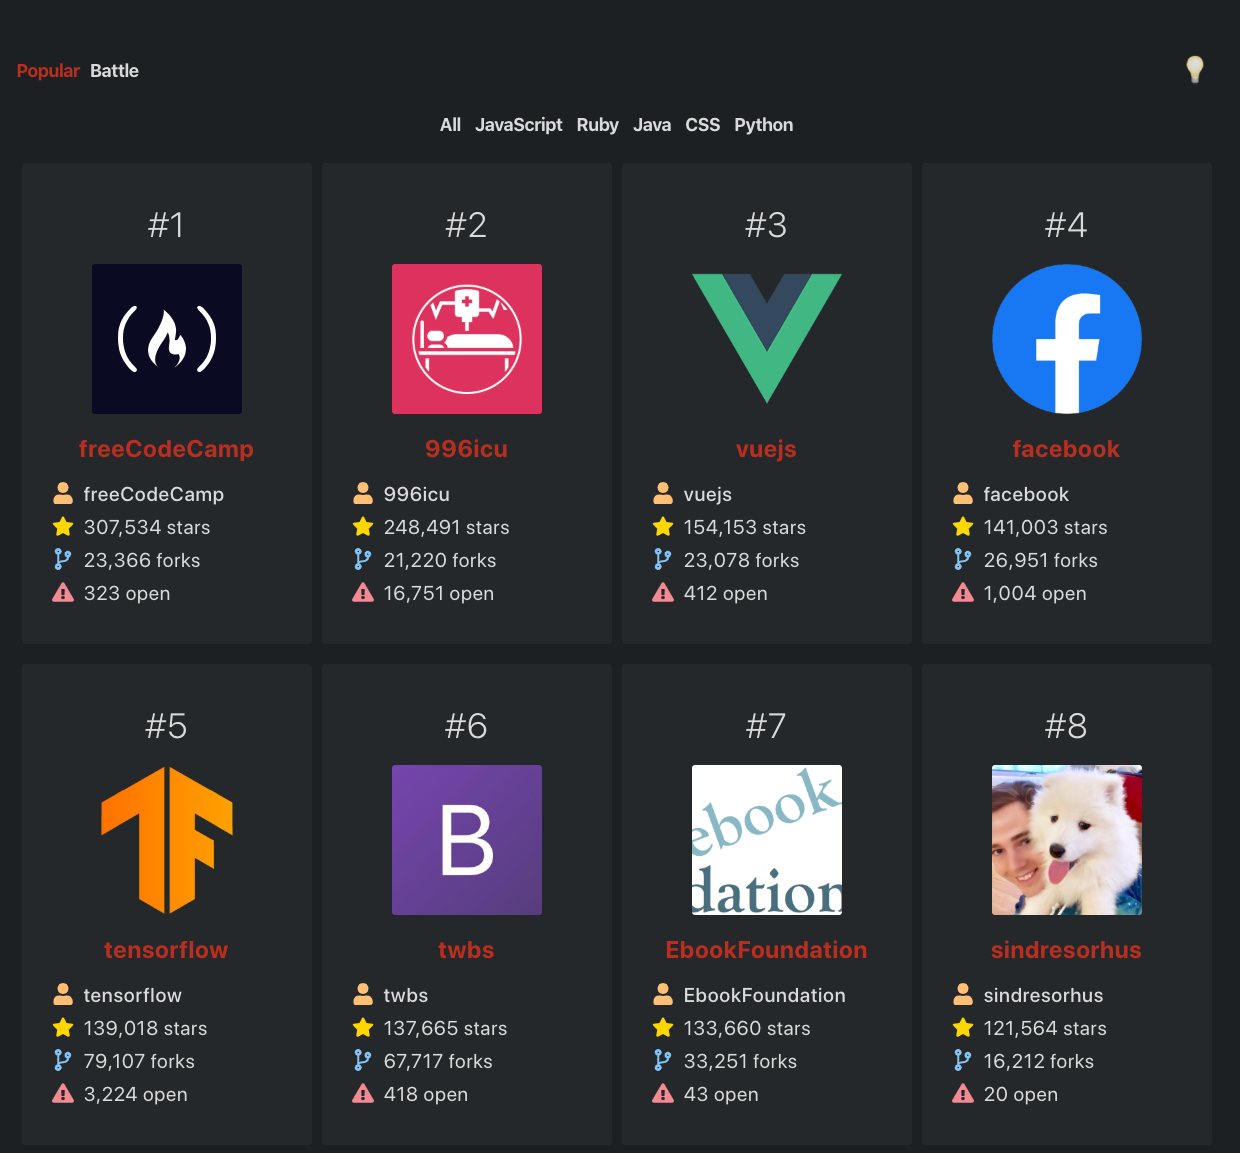 Popular Battle
All JavaScript Ruby Java CSS Python
#1
freeCodeCamp
freeCodeCamp
307,534 stars
23,366 forks
323 open
#2
996icu
996icu
248,491 stars
21,220 forks
16,751 open
#3
vuejs
vuejs
154,153 stars
23,078 forks
412 open
#4
f
facebook
facebook
141,003 stars
26,951 forks
1,004 open
#5
TF
tensorflow
tensorflow
139,018 stars
79,107 forks
3,224 open
#6
B
twbs
twbs
137,665 stars
67,717 forks
418 open
#7
ebook
dation
EbookFoundation
EbookFoundation
133,660 stars
33,251 forks
43 open
#8
sindresorhus
sindresorhus
121,564 stars
16,212 forks
20 open